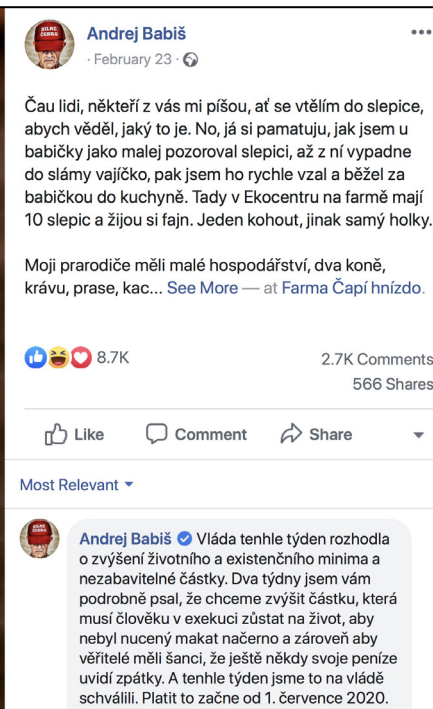 SILNÉ
ČESKO
Andrej Babiš
· February 23 ·
Čau lidi, někteří z vás mi píšou, ať se vtělím do slepice,
abych věděl, jaký to je. No, já si pamatuju, jak jsem u
babičky jako malej pozoroval slepici, až z ní vypadne
do slámy vajíčko, pak jsem ho rychle vzal a běžel za
babičkou do kuchyně. Tady v Ekocentru na farmě mají
10 slepic a žijou si fajn. Jeden kohout, jinak samý holky.
Moji prarodiče měli malé hospodářství, dva koně,
krávu, prase, kac... See More — at Farma Čapí hnízdo.
8.7K
2.7K Comments
566 Shares
Like Comment Share
Most Relevant
SILNÉ
ČESKO
Andrej Babiš Vláda tenhle týden rozhodla
o zvýšení životního a existenčního minima a
nezabavitelné částky. Dva týdny jsem vám
podrobně psal, že chceme zvýšit částku, která
musí člověku v exekuci zůstat na život, aby
nebyl nucený makat načerno a zároveň aby
věřitelé měli šanci, že ještě někdy svoje peníze
uvidí zpátky. A tenhle týden jsme to na vládě
schválili. Platit to začne od 1. července 2020.